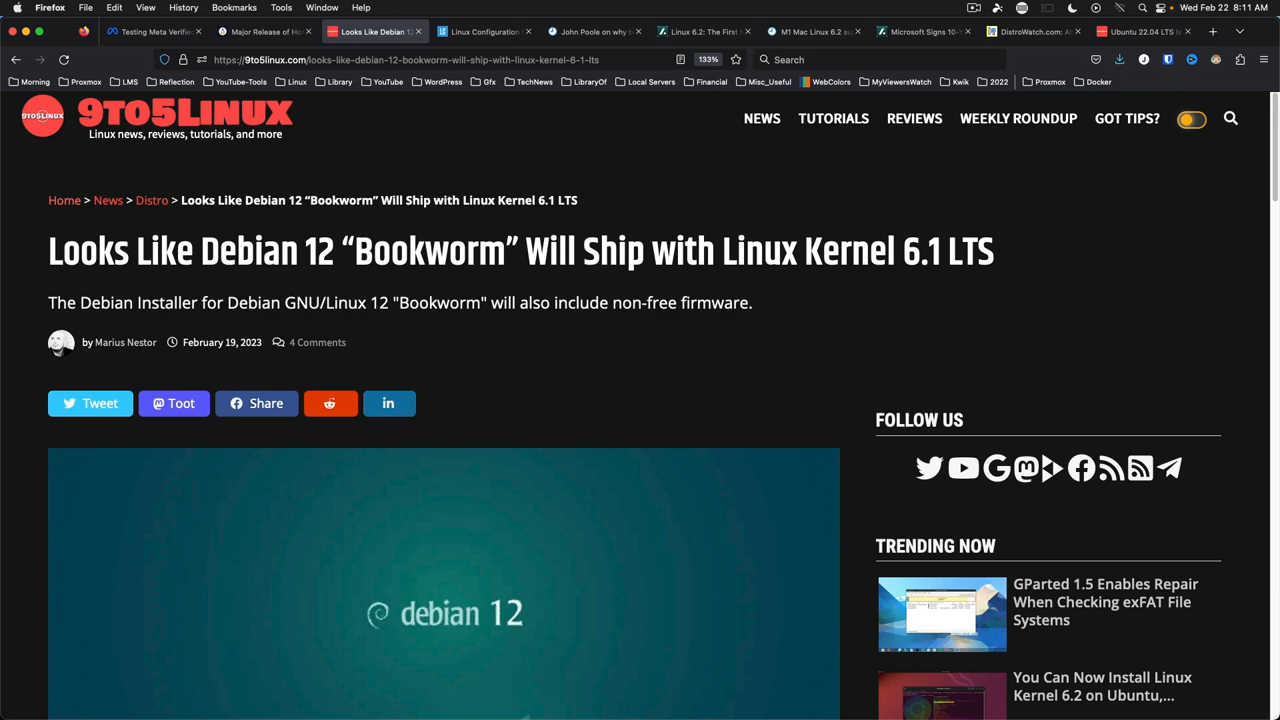 Firefox File Edit View History Bookmarks Tools Window Help Wed Feb 22 8:11 AM
Testing Meta Verifie
Major Release of Ho
Looks Like Debian 12
Linux Configuration
John Poole on why b
Linux 6.2: The First
M1 Mac Linux 6.2 su
Microsoft Signs 10-Y
DistroWatch.com: A
Ubuntu 22.04 LTS
https://9to5linux.com/looks-like-debian-12-bookworm-will-ship-with-linux-kernel-6-1-lts 133% Search
Morning Proxmox LMS Reflection YouTube-Tools Linux Library YouTube WordPress Gfx TechNews LibraryOf Local Servers Financial Misc_Useful WebColors MyViewersWatch Kwik 2022 Proxmox Docker
9TO5LINUX
9TO5LINUX
Linux news, reviews, tutorials, and more
NEWS TUTORIALS REVIEWS WEEKLY ROUNDUP GOT TIPS?
Home > News > Distro > Looks Like Debian 12 “Bookworm” Will Ship with Linux Kernel 6.1 LTS
Looks Like Debian 12 “Bookworm” Will Ship with Linux Kernel 6.1 LTS
The Debian Installer for Debian GNU/Linux 12 "Bookworm" will also include non-free firmware.
by Marius Nestor February 19, 2023 4 Comments
Tweet Toot Share in
debian 12
FOLLOW US
TRENDING NOW
GParted 1.5 Enables Repair
When Checking exFAT File
Systems
You Can Now Install Linux
Kernel 6.2 on Ubuntu,...